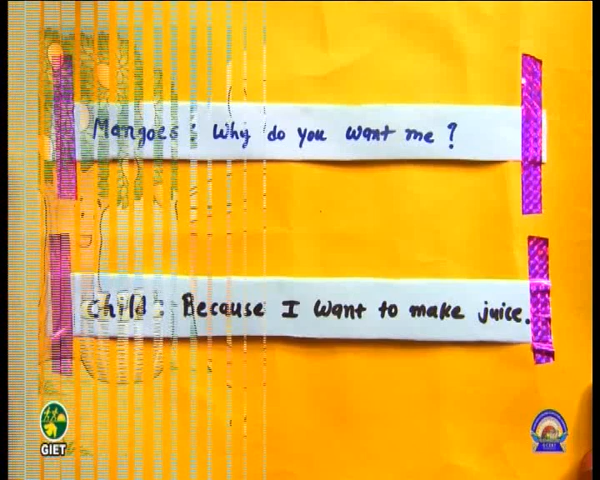 Mangoes : Why do you want me ?
Child : Because I want to make juice.
GIET